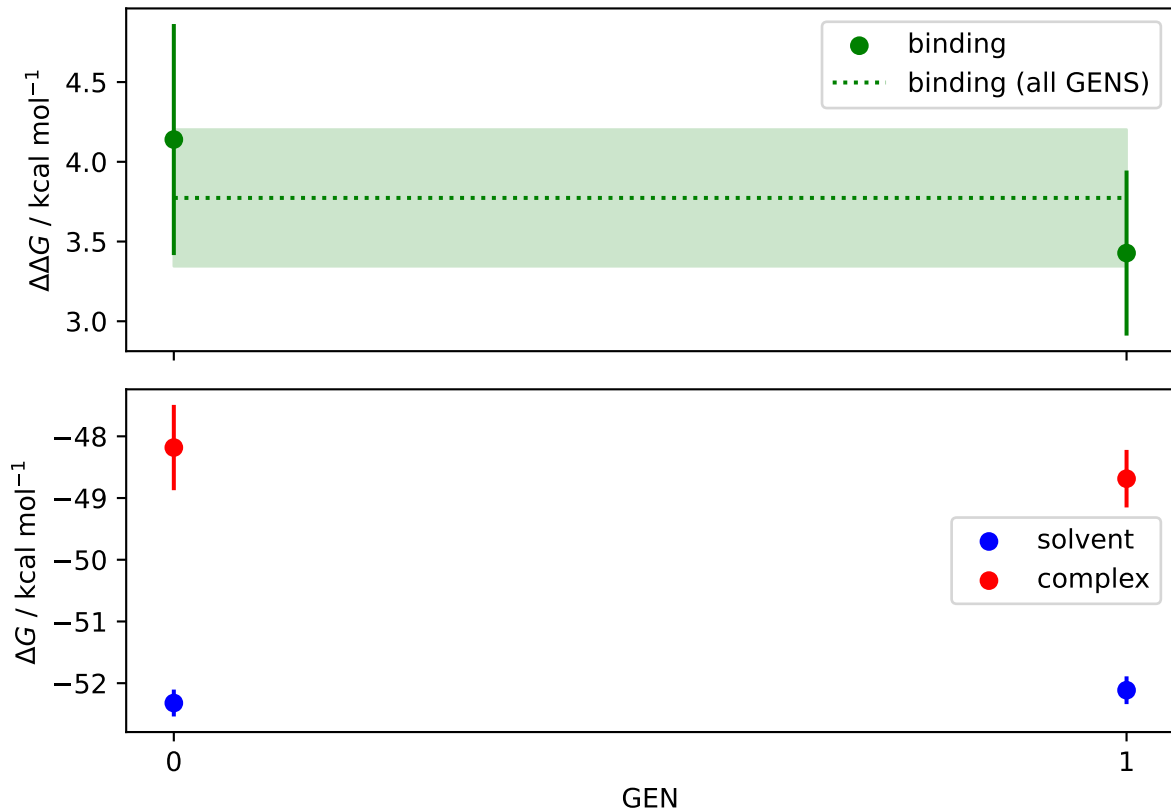 binding
binding (all GENS)
4.5
4.0
3.5
3.0
ΔΔG / kcal mol⁻¹
−48
−49
−50
−51
−52
ΔG / kcal mol⁻¹
solvent
complex
0
1
GEN